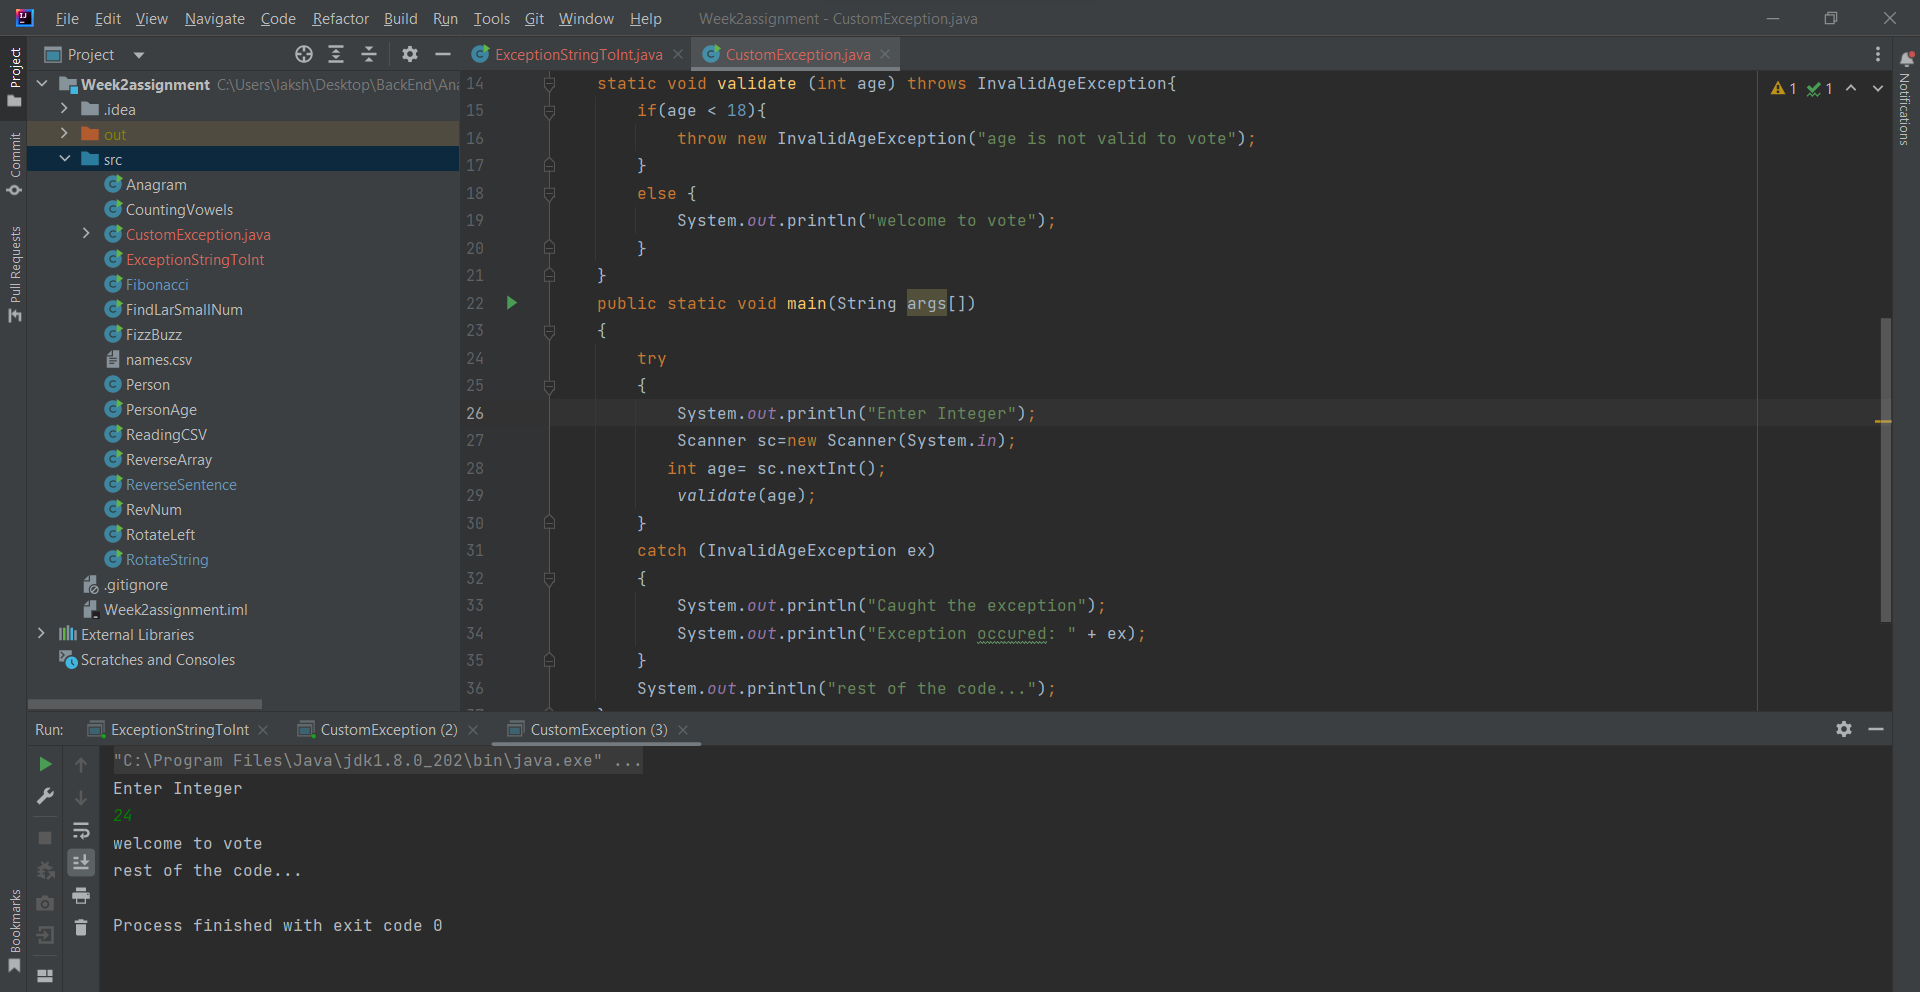 File Edit View Navigate Code Refactor Build Run Tools Git Window Help Week2assignment - CustomException.java
Project
ExceptionStringToInt.java
CustomException.java
Week2assignment C:\Users\laksh\Desktop\BackEnd\Ana
.idea
out
src
Anagram
CountingVowels
CustomException.java
ExceptionStringToInt
Fibonacci
FindLarSmallNum
FizzBuzz
names.csv
Person
PersonAge
ReadingCSV
ReverseArray
ReverseSentence
RevNum
RotateLeft
RotateString
.gitignore
Week2assignment.iml
External Libraries
Scratches and Consoles
Project
Commit
Pull Requests
Bookmarks
Notifications
1 1
14 static void validate (int age) throws InvalidAgeException{
15 if(age < 18){
16 throw new InvalidAgeException("age is not valid to vote");
17 }
18 else {
19 System.out.println("welcome to vote");
20 }
21 }
22 public static void main(String args[])
23 {
24 try
25 {
26 System.out.println("Enter Integer");
27 Scanner sc=new Scanner(System.in);
28 int age= sc.nextInt();
29 validate(age);
30 }
31 catch (InvalidAgeException ex)
32 {
33 System.out.println("Caught the exception");
34 System.out.println("Exception occured: " + ex);
35 }
36 System.out.println("rest of the code...");
Run: ExceptionStringToInt CustomException (2) CustomException (3)
"C:\Program Files\Java\jdk1.8.0_202\bin\java.exe" ...
Enter Integer
24
welcome to vote
rest of the code...
Process finished with exit code 0